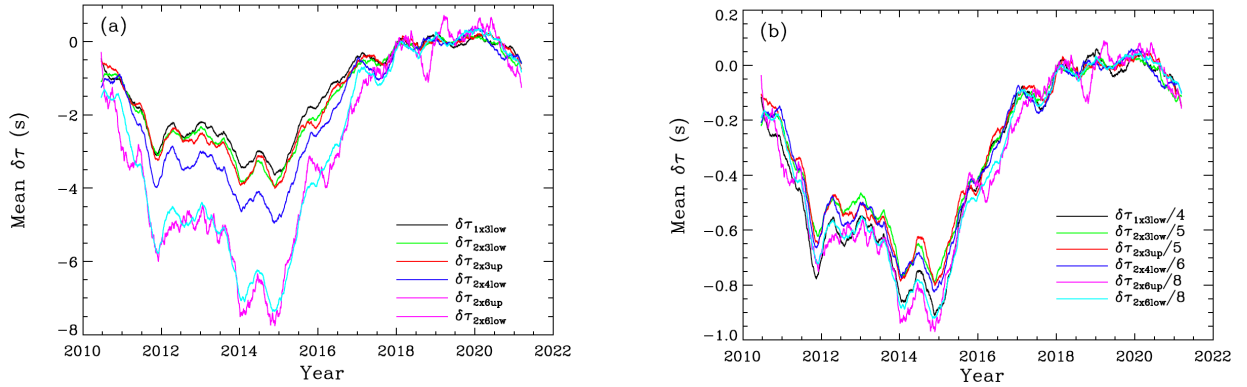 (a)
0
−2
−4
−6
−8
Mean δτ (s)
δτ1x3low
δτ2x3low
δτ2x3up
δτ2x4low
δτ2x6up
δτ2x6low
2010 2012 2014 2016 2018 2020 2022
Year
(b)
0.2
0.0
−0.2
−0.4
−0.6
−0.8
−1.0
Mean δτ (s)
δτ1x3low/4
δτ2x3low/5
δτ2x3up/5
δτ2x4low/6
δτ2x6up/8
δτ2x6low/8
2010 2012 2014 2016 2018 2020 2022
Year